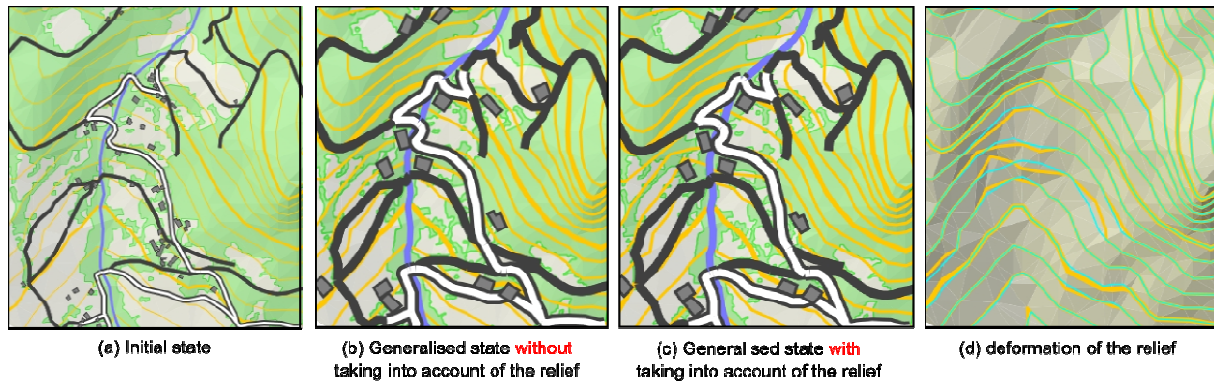 (a) Initial state
(b) Generalised state without
taking into account of the relief
(c) General sed state with
taking into account of the relief
(d) deformation of the relief